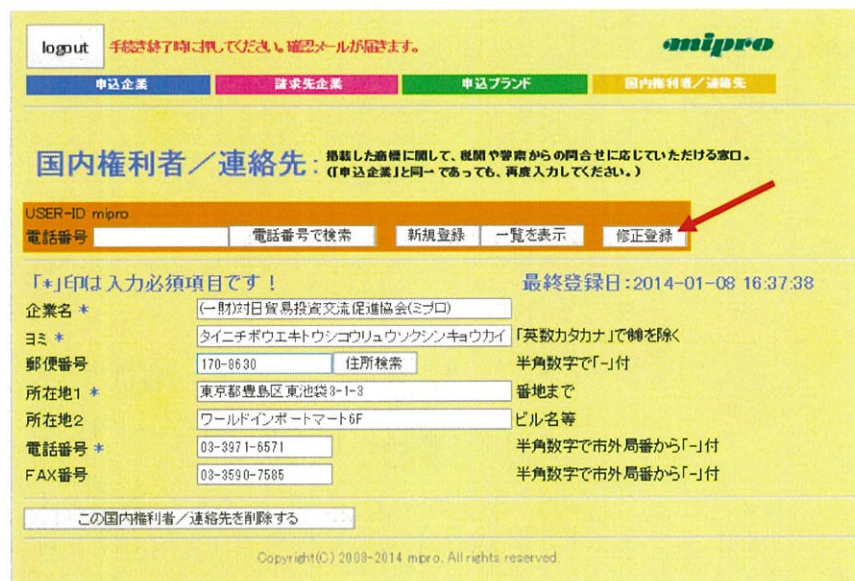 logout 手続き終了時に押してください。確認メールが届きます。 mipro
申込企業 請求先企業 申込ブランド 国内権利者／連絡先
国内権利者／連絡先: 掲載した商標に関して、税関や警察からの問合せに応じていただける窓口。
(「申込企業」と同一であっても、再度入力してください。)
USER-ID mipro
電話番号 電話番号で検索 新規登録 一覧を表示 修正登録
「*」印は入力必須項目です！ 最終登録日:2014-01-08 16:37:38
企業名 * (一財)対日貿易投資交流促進協会(ミプロ)
ヨミ * タイニチボウエキトウシコウリュウソクシンキョウカイ 「英数カタカナ」で㈱を除く
郵便番号 170-8630 住所検索 半角数字で「-」付
所在地1 * 東京都豊島区東池袋3-1-3 番地まで
所在地2 ワールドインポートマート6F ビル名等
電話番号 * 03-3971-6571 半角数字で市外局番から「-」付
FAX番号 03-3590-7585 半角数字で市外局番から「-」付
この国内権利者／連絡先を削除する
Copyright(C) 2008-2014 mipro. All rights reserved.